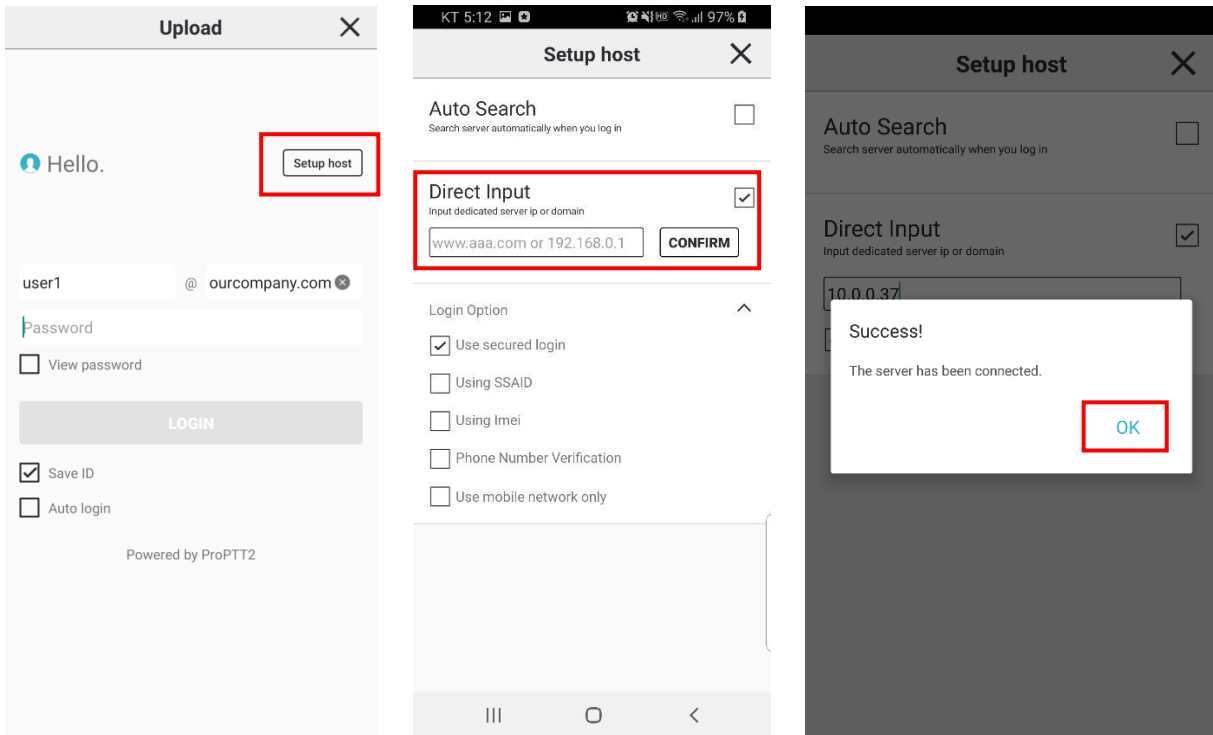 Upload
Hello.
Setup host
user1 @ ourcompany.com
Password
View password
LOGIN
Save ID
Auto login
Powered by ProPTT2
KT 5:12 HD 97%
Setup host
Auto Search
Search server automatically when you log in
Direct Input
Input dedicated server ip or domain
www.aaa.com or 192.168.0.1 CONFIRM
Login Option
Use secured login
Using SSAID
Using Imei
Phone Number Verification
Use mobile network only
Setup host
Auto Search
Search server automatically when you log in
Direct Input
Input dedicated server ip or domain
10.0.0.37
Success!
The server has been connected.
OK